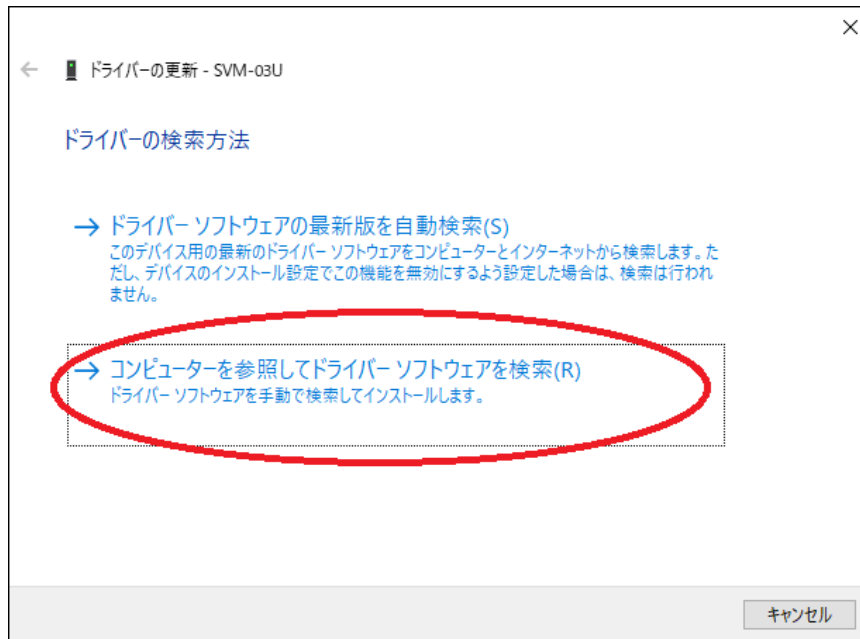 ドライバーの更新 - SVM-03U
ドライバーの検索方法
ドライバー ソフトウェアの最新版を自動検索(S)
このデバイス用の最新のドライバー ソフトウェアをコンピューターとインターネットから検索します。た
だし、デバイスのインストール設定でこの機能を無効にするよう設定した場合は、検索は行われ
ません。
コンピューターを参照してドライバー ソフトウェアを検索(R)
ドライバー ソフトウェアを手動で検索してインストールします。
キャンセル